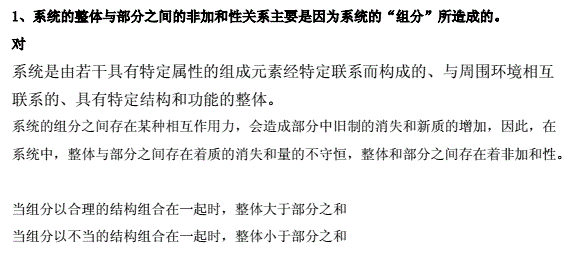 1、系统的整体与部分之间的非加和性关系主要是因为系统的“组分”所造成的。
对
系统是由若干具有特定属性的组成元素经特定联系而构成的、与周围环境相互
联系的、具有特定结构和功能的整体。
系统的组分之间存在某种相互作用力，会造成部分中旧制的消失和新质的增加，因此，在
系统中，整体与部分之间存在着质的消失和量的不守恒，整体和部分之间存在着非加和性。
当组分以合理的结构组合在一起时，整体大于部分之和
当组分以不当的结构组合在一起时，整体小于部分之和